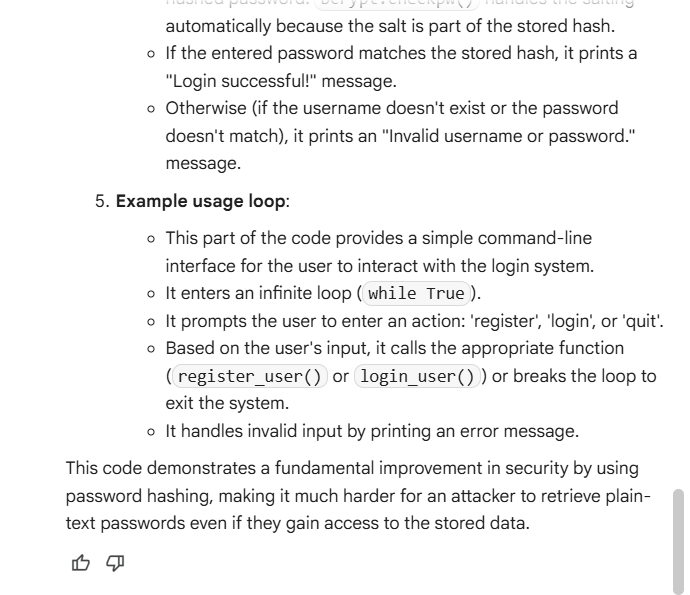 hashed password. bcrypt.checkpw() handles the salting
automatically because the salt is part of the stored hash.
If the entered password matches the stored hash, it prints a
"Login successful!" message.
Otherwise (if the username doesn't exist or the password
doesn't match), it prints an "Invalid username or password."
message.
5. Example usage loop:
This part of the code provides a simple command-line
interface for the user to interact with the login system.
It enters an infinite loop (while True).
It prompts the user to enter an action: 'register', 'login', or 'quit'.
Based on the user's input, it calls the appropriate function
(register_user() or login_user()) or breaks the loop to
exit the system.
It handles invalid input by printing an error message.
This code demonstrates a fundamental improvement in security by using
password hashing, making it much harder for an attacker to retrieve plain-
text passwords even if they gain access to the stored data.